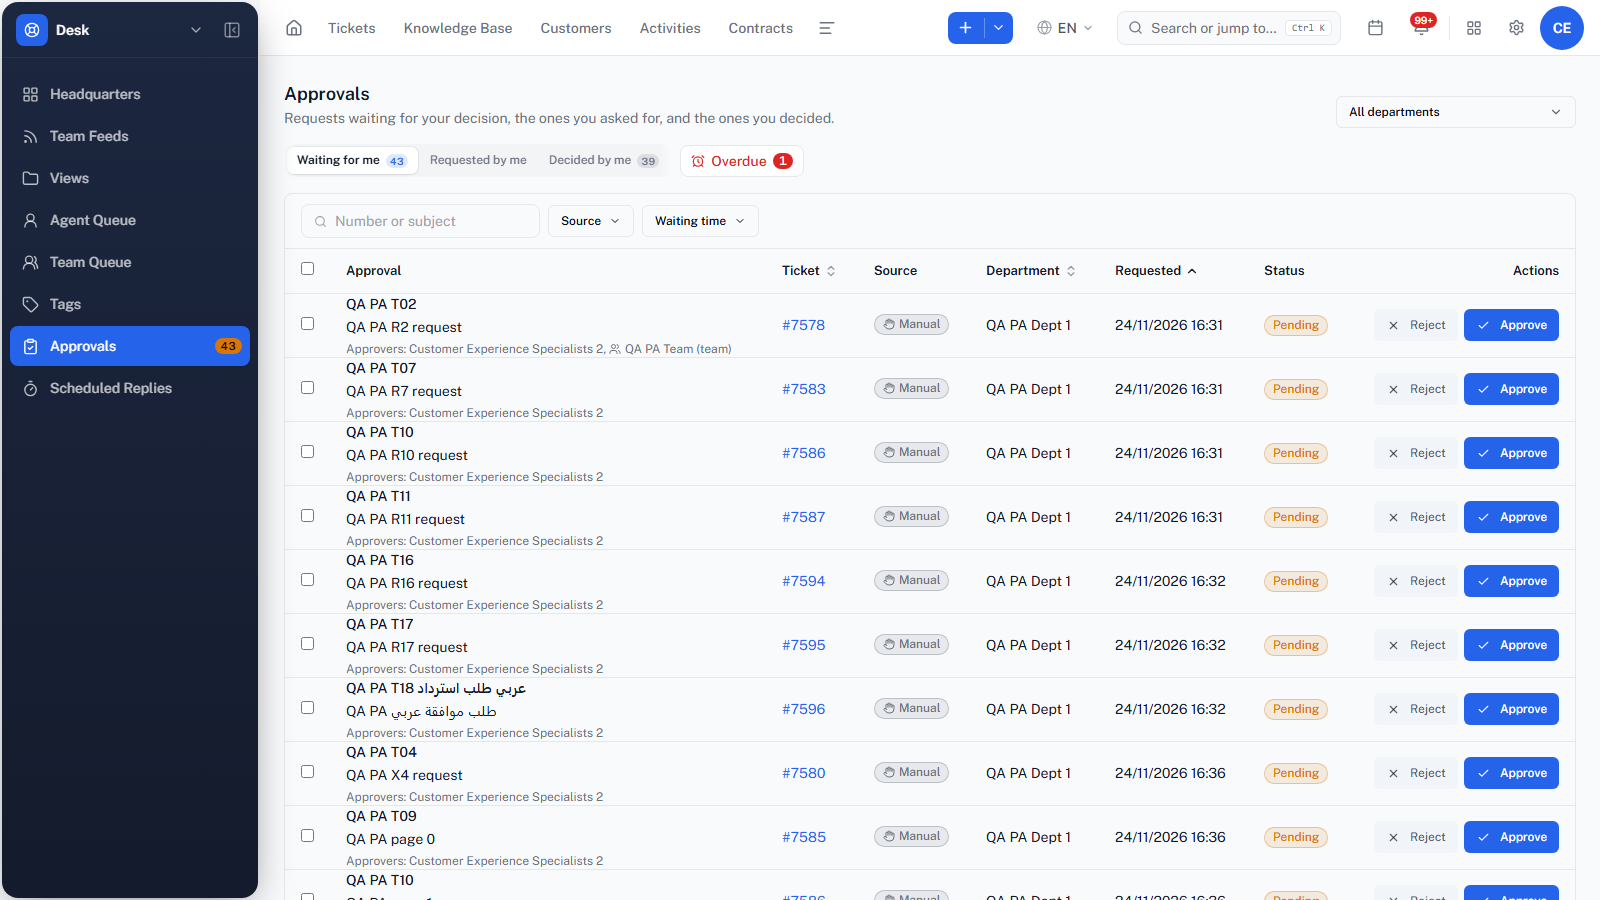 Desk
Tickets
Knowledge Base
Customers
Activities
Contracts
EN
Search or jump to...
Ctrl K
99+
CE
Headquarters
Team Feeds
Views
Agent Queue
Team Queue
Tags
Approvals 43
Scheduled Replies
Approvals
Requests waiting for your decision, the ones you asked for, and the ones you decided.
All departments
Waiting for me 43
Requested by me
Decided by me 39
Overdue 1
Number or subject
Source
Waiting time
Approval Ticket Source Department Requested Status Actions
QA PA T02
QA PA R2 request
Approvers: Customer Experience Specialists 2, QA PA Team (team)
#7578 Manual QA PA Dept 1 24/11/2026 16:31 Pending Reject Approve
QA PA T07
QA PA R7 request
Approvers: Customer Experience Specialists 2
#7583 Manual QA PA Dept 1 24/11/2026 16:31 Pending Reject Approve
QA PA T10
QA PA R10 request
Approvers: Customer Experience Specialists 2
#7586 Manual QA PA Dept 1 24/11/2026 16:31 Pending Reject Approve
QA PA T11
QA PA R11 request
Approvers: Customer Experience Specialists 2
#7587 Manual QA PA Dept 1 24/11/2026 16:31 Pending Reject Approve
QA PA T16
QA PA R16 request
Approvers: Customer Experience Specialists 2
#7594 Manual QA PA Dept 1 24/11/2026 16:32 Pending Reject Approve
QA PA T17
QA PA R17 request
Approvers: Customer Experience Specialists 2
#7595 Manual QA PA Dept 1 24/11/2026 16:32 Pending Reject Approve
QA PA T18 عربي طلب استرداد
QA PA طلب موافقة عربي
Approvers: Customer Experience Specialists 2
#7596 Manual QA PA Dept 1 24/11/2026 16:32 Pending Reject Approve
QA PA T04
QA PA X4 request
Approvers: Customer Experience Specialists 2
#7580 Manual QA PA Dept 1 24/11/2026 16:36 Pending Reject Approve
QA PA T09
QA PA page 0
Approvers: Customer Experience Specialists 2
#7585 Manual QA PA Dept 1 24/11/2026 16:36 Pending Reject Approve
QA PA T10